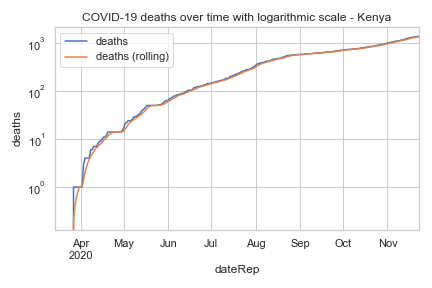 COVID-19 deaths over time with logarithmic scale - Kenya
deaths
deaths (rolling)
10³
10²
10¹
10⁰
deaths
Apr May Jun Jul Aug Sep Oct Nov
2020
dateRep